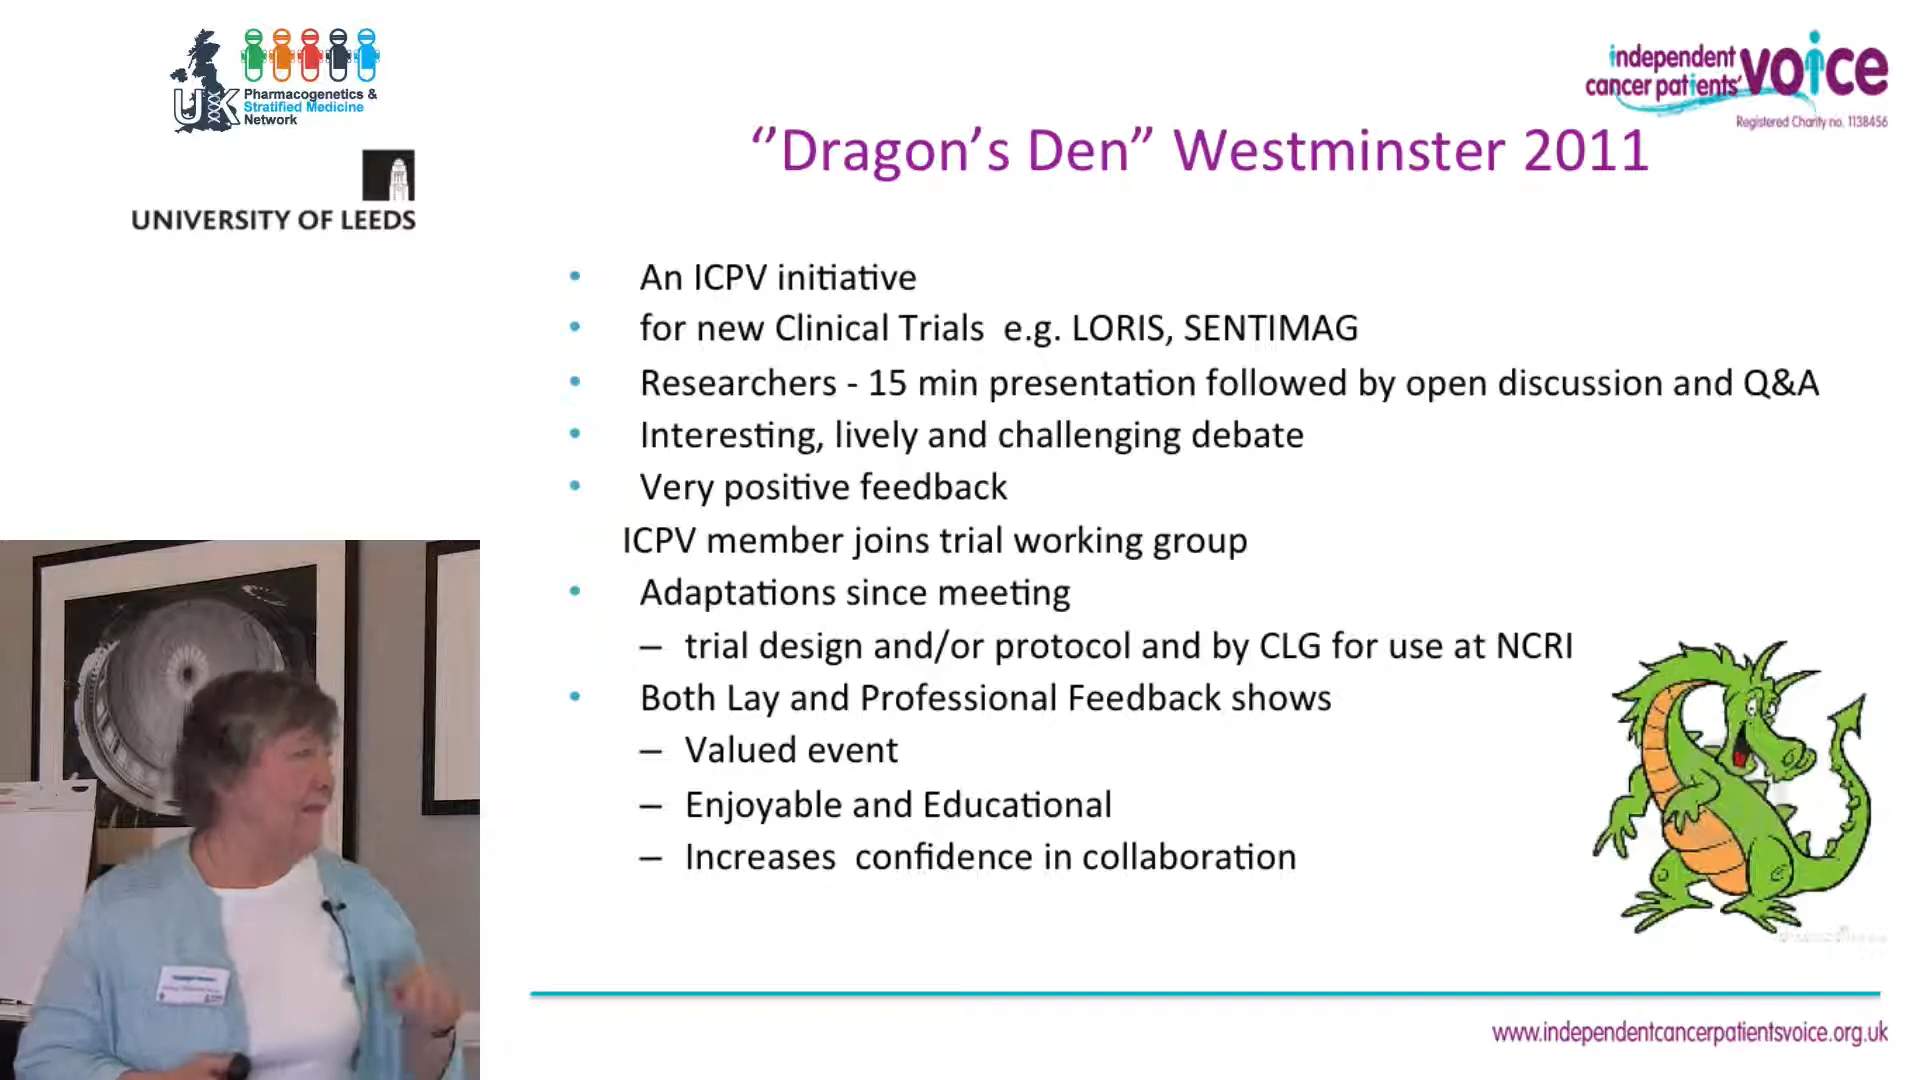 UK
Pharmacogenetics &
Stratified Medicine
Network
UNIVERSITY OF LEEDS
independent
cancer patients'
voice
Registered Charity no. 1138456
‘’Dragon’s Den” Westminster 2011
• An ICPV initiative
• for new Clinical Trials  e.g. LORIS, SENTIMAG
• Researchers - 15 min presentation followed by open discussion and Q&A
• Interesting, lively and challenging debate
• Very positive feedback
ICPV member joins trial working group
• Adaptations since meeting
– trial design and/or protocol and by CLG for use at NCRI
• Both Lay and Professional Feedback shows
– Valued event
– Enjoyable and Educational
– Increases  confidence in collaboration
www.independentcancerpatientsvoice.org.uk